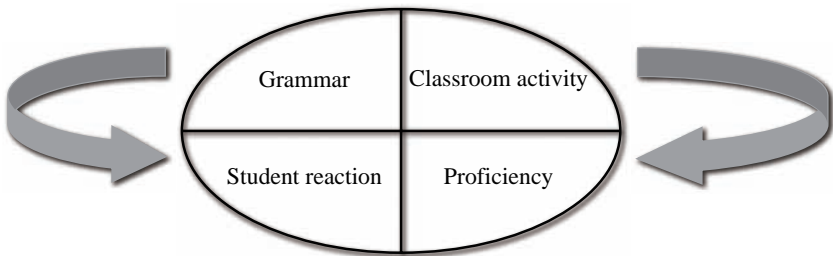 Grammar
Classroom activity
Student reaction
Proficiency